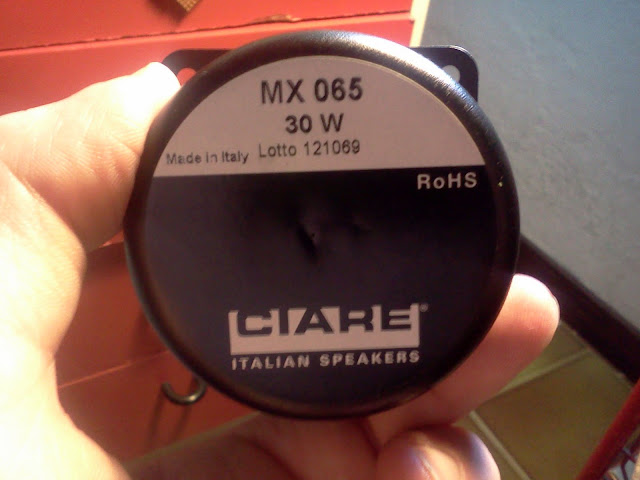 MX 065
30 W
Made in Italy Lotto 121069
RoHS
CIARE®
ITALIAN SPEAKERS